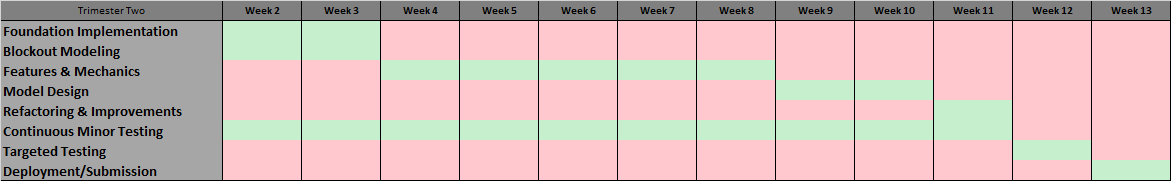 Trimester Two Week 2 Week 3 Week 4 Week 5 Week 6 Week 7 Week 8 Week 9 Week 10 Week 11 Week 12 Week 13
Foundation Implementation
Blockout Modeling
Features & Mechanics
Model Design
Refactoring & Improvements
Continuous Minor Testing
Targeted Testing
Deployment/Submission